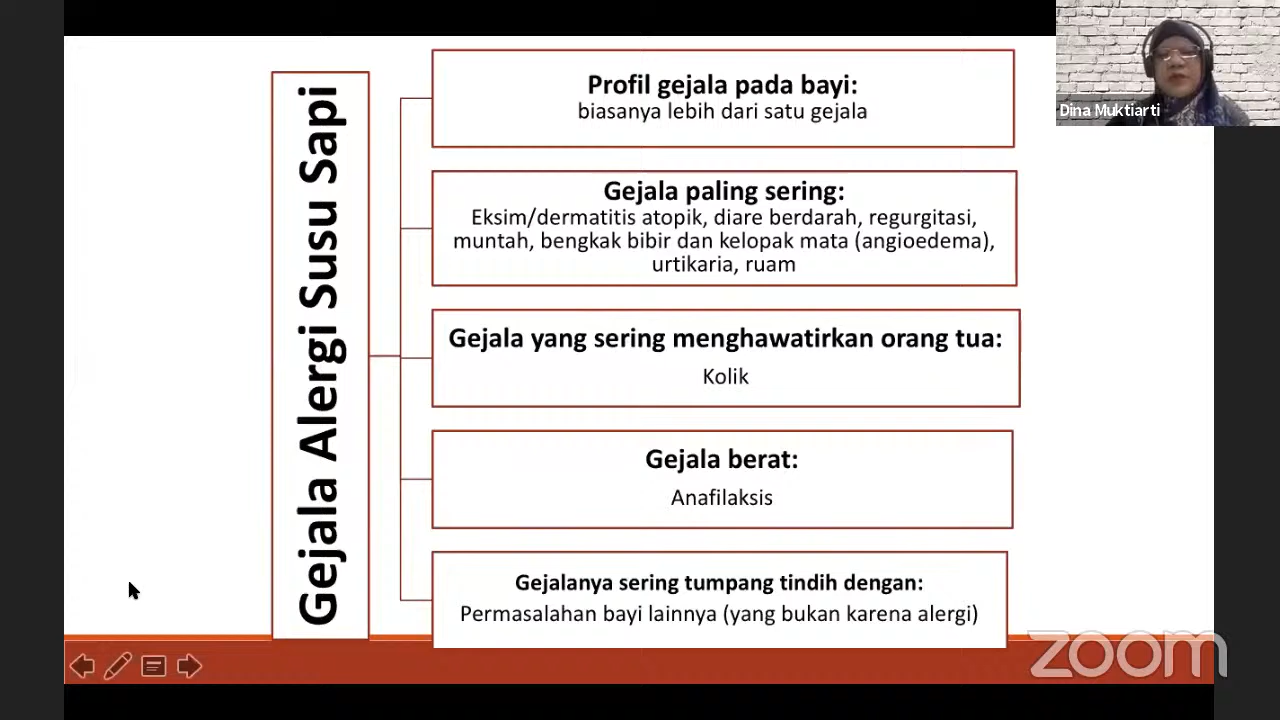 Gejala Alergi Susu Sapi
Profil gejala pada bayi:
biasanya lebih dari satu gejala
Gejala paling sering:
Eksim/dermatitis atopik, diare berdarah, regurgitasi,
muntah, bengkak bibir dan kelopak mata (angioedema),
urtikaria, ruam
Gejala yang sering menghawatirkan orang tua:
Kolik
Gejala berat:
Anafilaksis
Gejalanya sering tumpang tindih dengan:
Permasalahan bayi lainnya (yang bukan karena alergi)
Dina Muktiarti
zoom